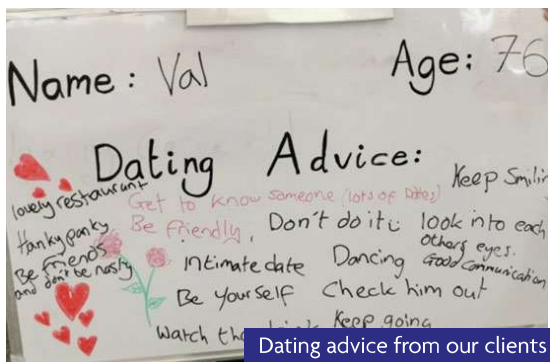 Name: Val
Age: 76
Dating Advice:
lovely restaurant
Get to know someone (lots of Dates)
Keep Smilin
Hanky panky
Be friendly,
Don't do it
look into each
others eyes.
Good Communication
Be friends
and don't be nasty
Intimate date
Dancing
Be Yourself
Check him out
Watch the
Keep going
Dating advice from our clients